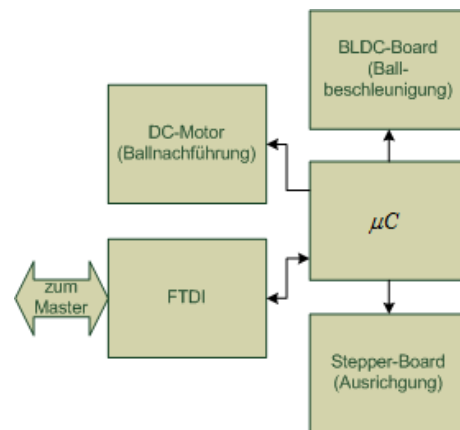 BLDC-Board
(Ball-
beschleunigung)
DC-Motor
(Ballnachführung)
μC
zum
Master
FTDI
Stepper-Board
(Ausrichgung)